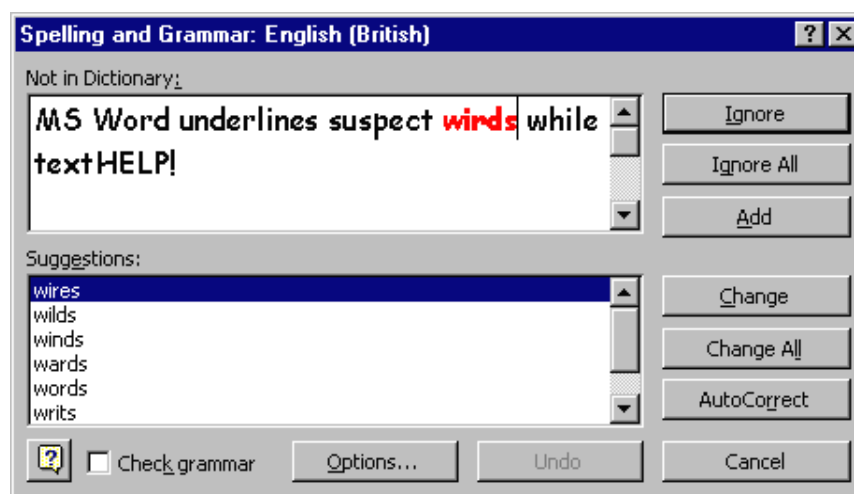 Spelling and Grammar: English (British)
Not in Dictionary:
MS Word underlines suspect wirds while
textHELP!
Ignore
Ignore All
Add
Suggestions:
wires
wilds
winds
wards
words
writs
Change
Change All
AutoCorrect
Check grammar
Options...
Undo
Cancel